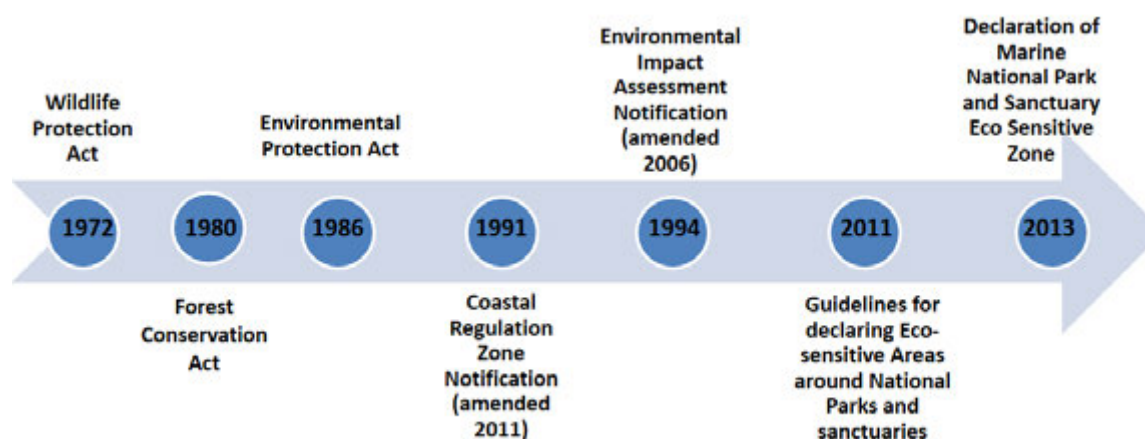 Wildlife
Protection
Act
1972
1980
Forest
Conservation
Act
Environmental
Protection Act
1986
1991
Coastal
Regulation
Zone
Notification
(amended
2011)
Environmental
Impact
Assessment
Notification
(amended
2006)
1994
2011
Guidelines for
declaring Eco-
sensitive Areas
around National
Parks and
sanctuaries
Declaration of
Marine
National Park
and Sanctuary
Eco Sensitive
Zone
2013